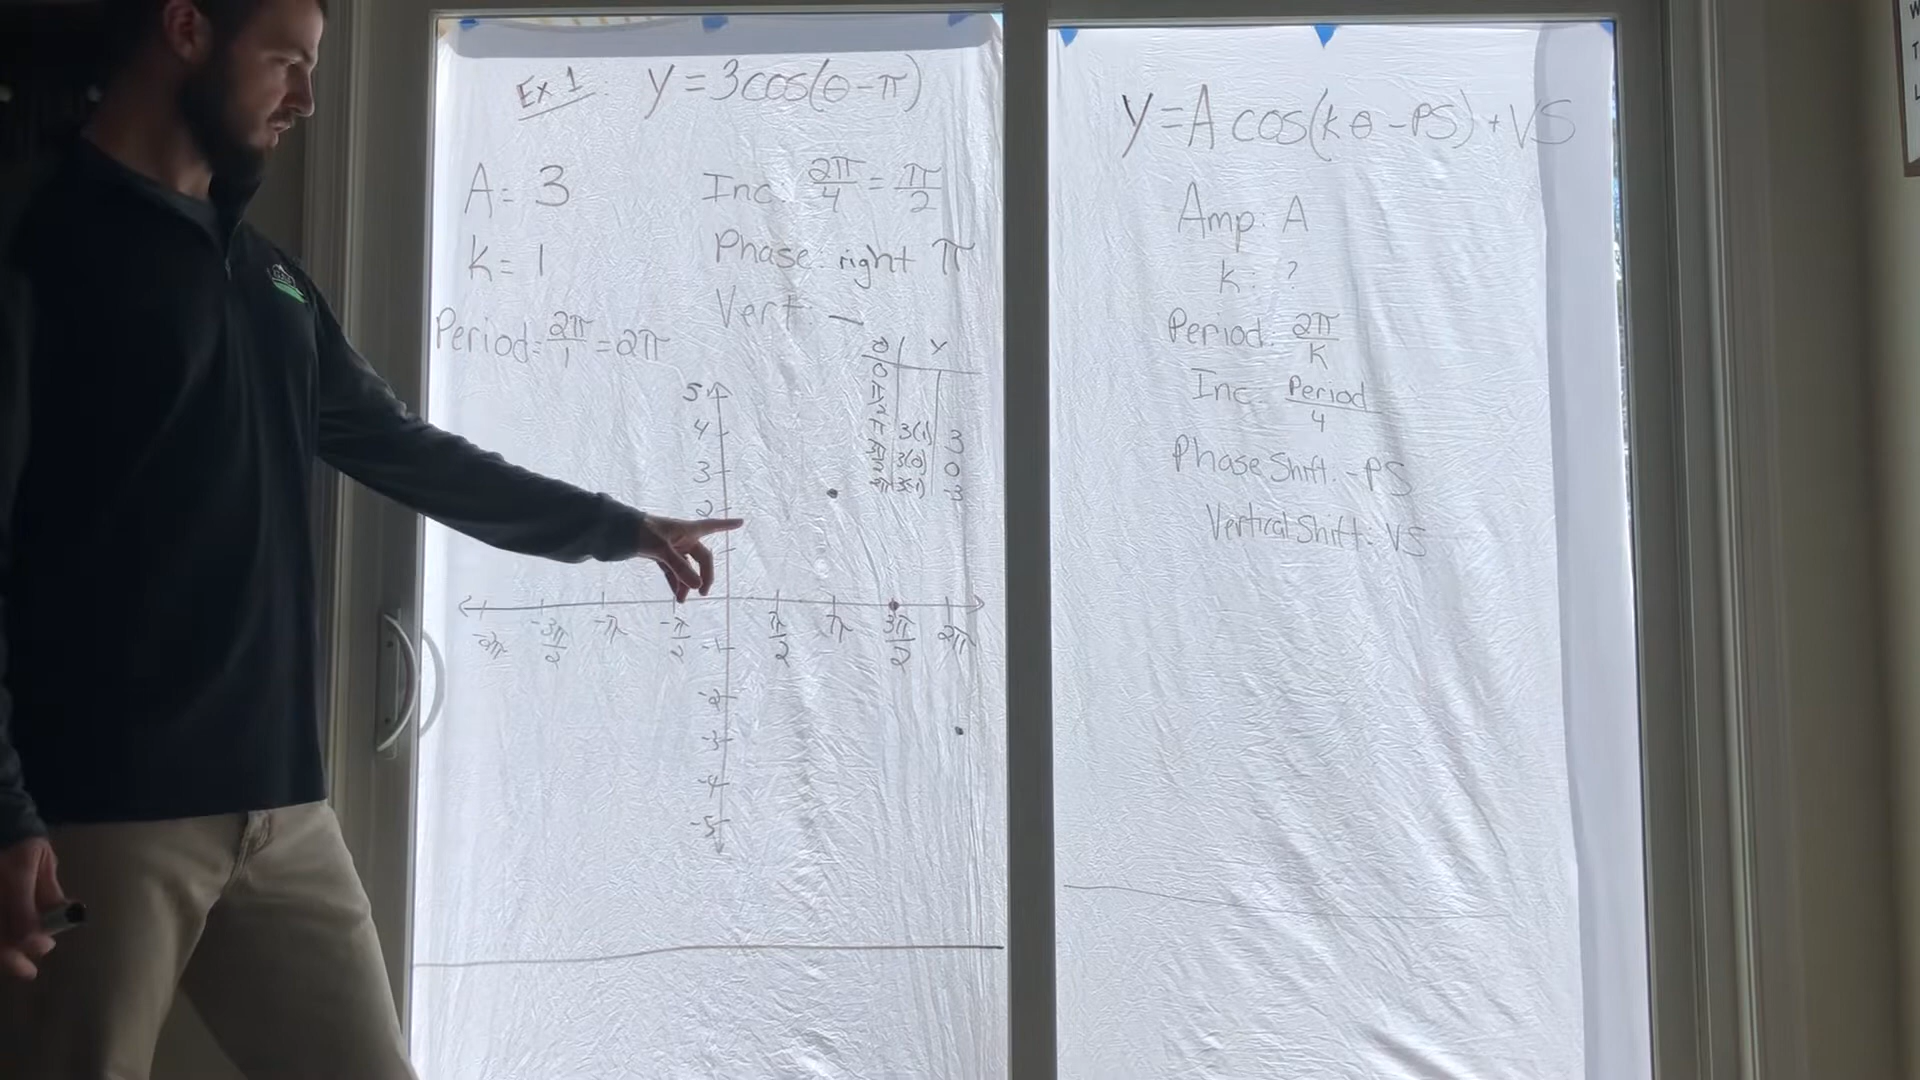 Ex 1: y=3cos(θ-π)
A= 3
K= 1
Period= 2π/1 = 2π
Inc: 2π/4 = π/2
Phase: right π
Vert: —
θ | y
0
π/2
π 3(1) 3
3π/2 3(0) 0
2π 3(-1) -3
5
4
3
2
-2π -3π/2 -π -π/2 π/2 π 3π/2 2π
-1
-2
-3
-4
-5
y=A cos(kθ-PS)+VS
Amp: A
k: ?
Period: 2π/K
Inc: Period/4
Phase Shift: -PS
Vertical Shift: VS
W
T
L